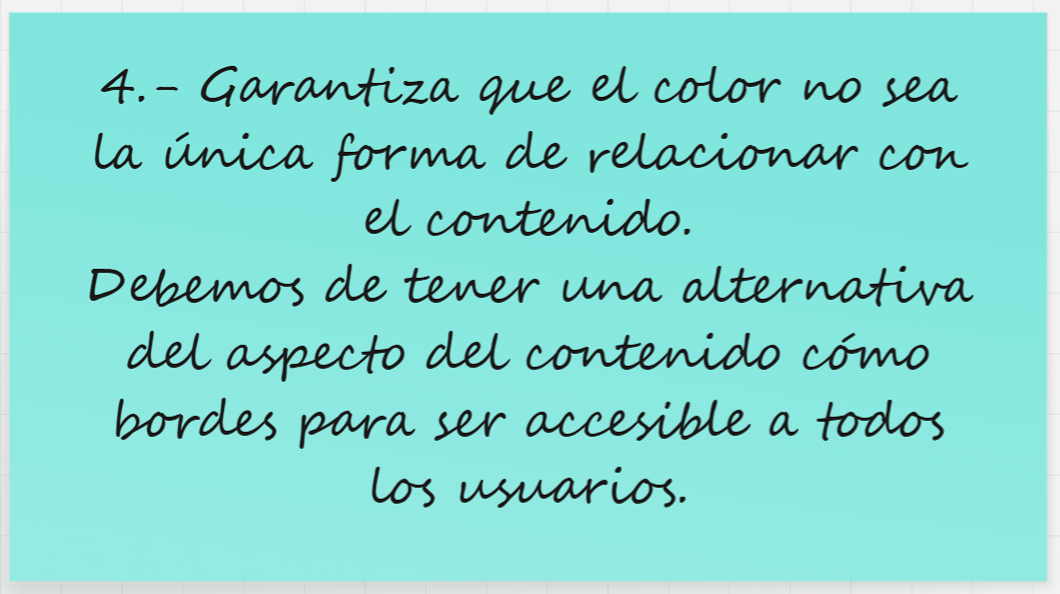 4.- Garantiza que el color no sea
la única forma de relacionar con
el contenido.
Debemos de tener una alternativa
del aspecto del contenido cómo
bordes para ser accesible a todos
los usuarios.